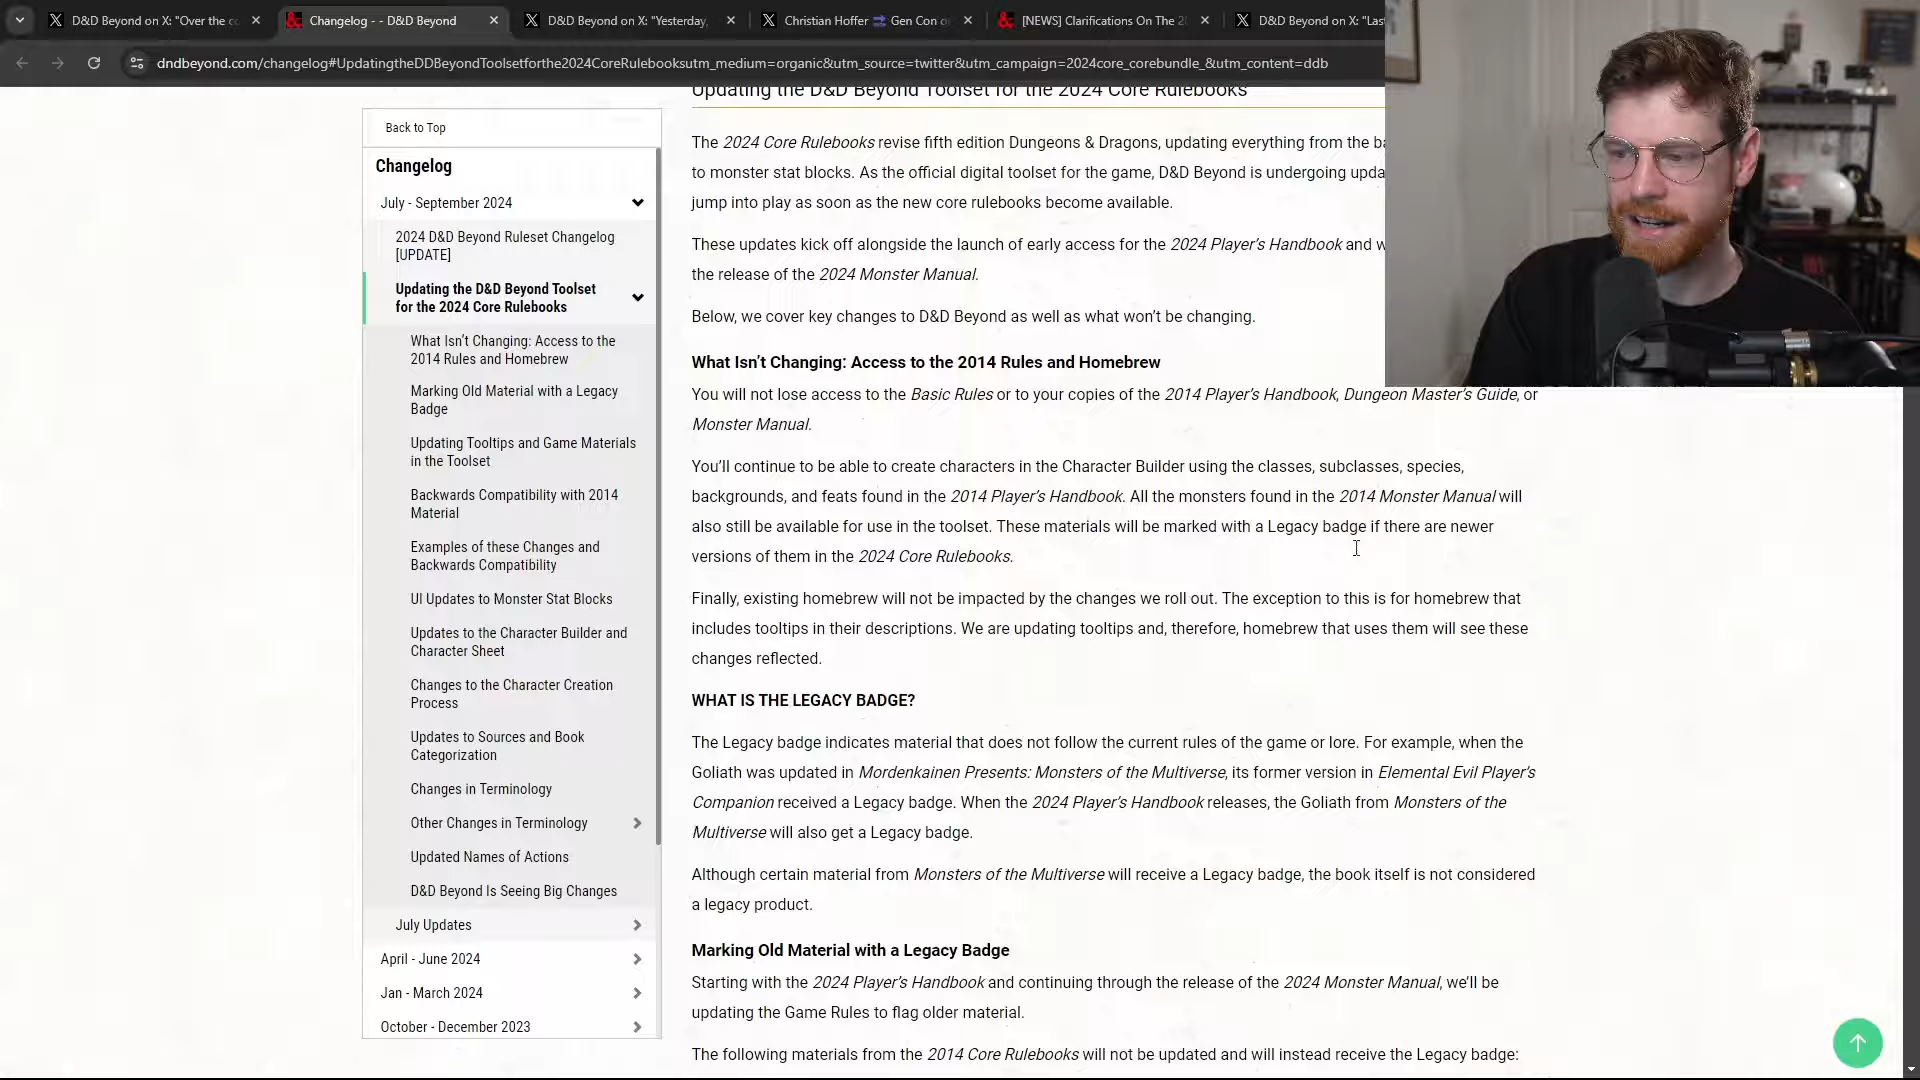 D&D Beyond on X: "Over the co
Changelog - - D&D Beyond
D&D Beyond on X: "Yesterday,
Christian Hoffer ➡ Gen Con o
[NEWS] Clarifications On The 2
D&D Beyond on X: "Las
dndbeyond.com/changelog#UpdatingtheDDBeyondToolsetforthe2024CoreRulebooksutm_medium=organic&utm_source=twitter&utm_campaign=2024core_corebundle_&utm_content=ddb
Back to Top
Changelog
July - September 2024
2024 D&D Beyond Ruleset Changelog
[UPDATE]
Updating the D&D Beyond Toolset
for the 2024 Core Rulebooks
What Isn't Changing: Access to the
2014 Rules and Homebrew
Marking Old Material with a Legacy
Badge
Updating Tooltips and Game Materials
in the Toolset
Backwards Compatibility with 2014
Material
Examples of these Changes and
Backwards Compatibility
UI Updates to Monster Stat Blocks
Updates to the Character Builder and
Character Sheet
Changes to the Character Creation
Process
Updates to Sources and Book
Categorization
Changes in Terminology
Other Changes in Terminology
Updated Names of Actions
D&D Beyond Is Seeing Big Changes
July Updates
April - June 2024
Jan - March 2024
October - December 2023
Updating the D&D Beyond Toolset for the 2024 Core Rulebooks
The 2024 Core Rulebooks revise fifth edition Dungeons & Dragons, updating everything from the ba
to monster stat blocks. As the official digital toolset for the game, D&D Beyond is undergoing upda
jump into play as soon as the new core rulebooks become available.
These updates kick off alongside the launch of early access for the 2024 Player's Handbook and w
the release of the 2024 Monster Manual.
Below, we cover key changes to D&D Beyond as well as what won't be changing.
What Isn't Changing: Access to the 2014 Rules and Homebrew
You will not lose access to the Basic Rules or to your copies of the 2014 Player's Handbook, Dungeon Master's Guide, or
Monster Manual.
You'll continue to be able to create characters in the Character Builder using the classes, subclasses, species,
backgrounds, and feats found in the 2014 Player's Handbook. All the monsters found in the 2014 Monster Manual will
also still be available for use in the toolset. These materials will be marked with a Legacy badge if there are newer
versions of them in the 2024 Core Rulebooks.
Finally, existing homebrew will not be impacted by the changes we roll out. The exception to this is for homebrew that
includes tooltips in their descriptions. We are updating tooltips and, therefore, homebrew that uses them will see these
changes reflected.
WHAT IS THE LEGACY BADGE?
The Legacy badge indicates material that does not follow the current rules of the game or lore. For example, when the
Goliath was updated in Mordenkainen Presents: Monsters of the Multiverse, its former version in Elemental Evil Player's
Companion received a Legacy badge. When the 2024 Player's Handbook releases, the Goliath from Monsters of the
Multiverse will also get a Legacy badge.
Although certain material from Monsters of the Multiverse will receive a Legacy badge, the book itself is not considered
a legacy product.
Marking Old Material with a Legacy Badge
Starting with the 2024 Player's Handbook and continuing through the release of the 2024 Monster Manual, we'll be
updating the Game Rules to flag older material.
The following materials from the 2014 Core Rulebooks will not be updated and will instead receive the Legacy badge: